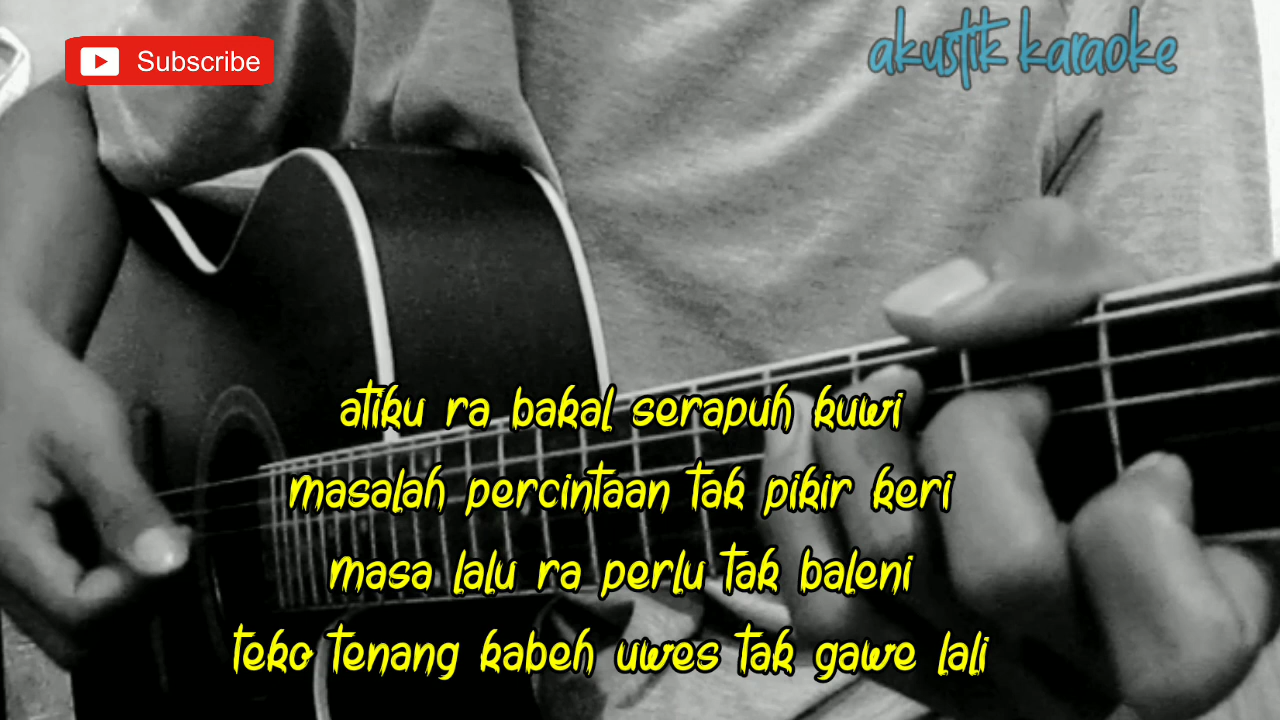 Subscribe
akustik karaoke
atiku ra bakal serapuh kuwi
masalah percintaan tak pikir keri
masa lalu ra perlu tak baleni
teko tenang kabeh uwes tak gawe lali